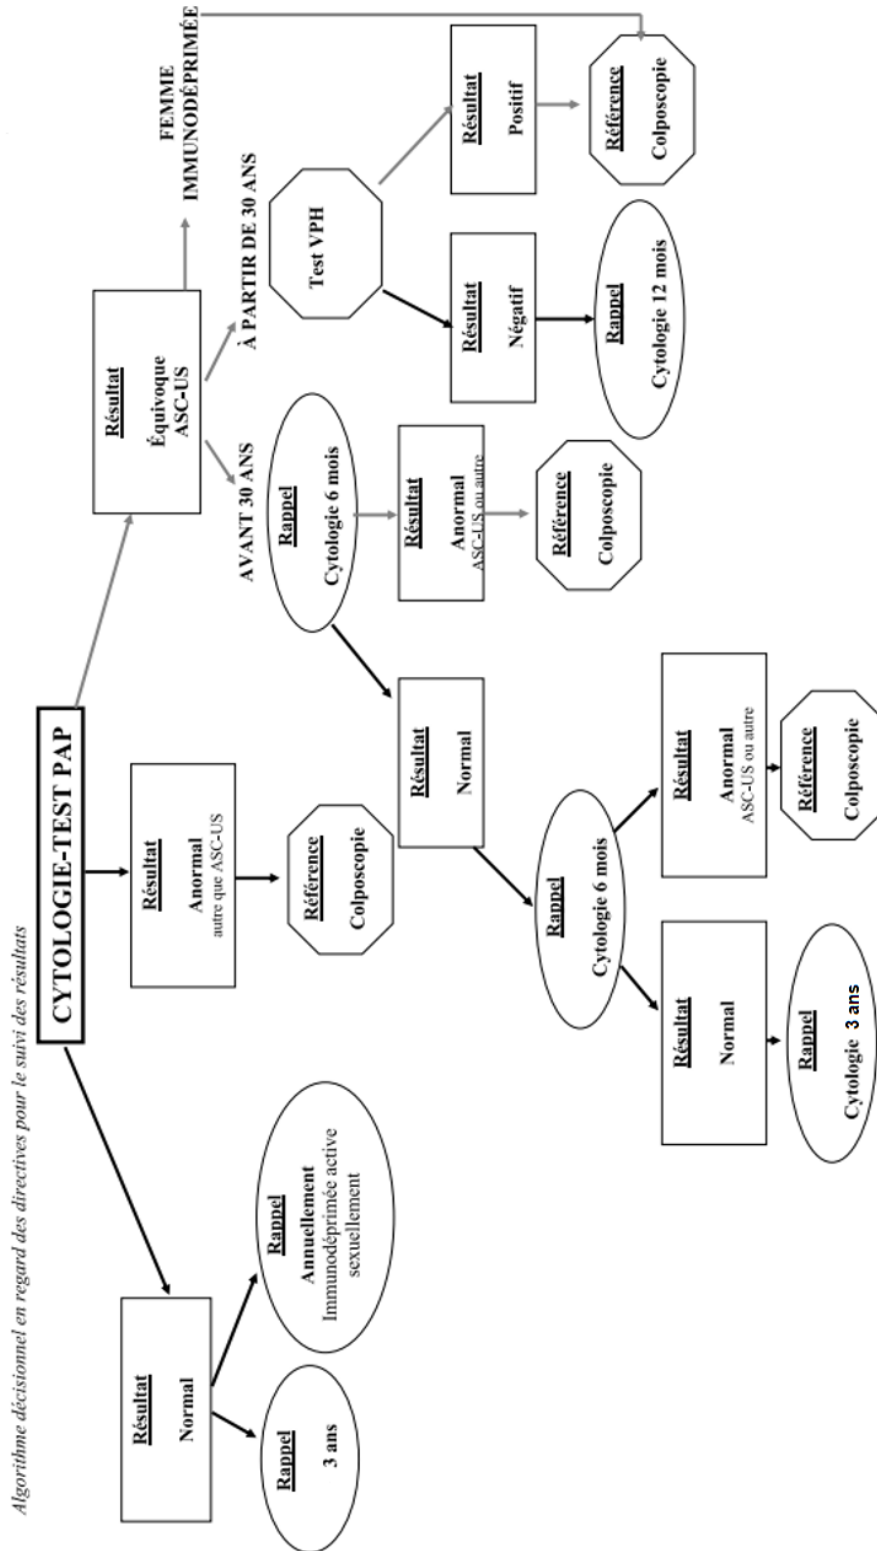 Algorithme décisionnel en regard des directives pour le suivi des résultats
CYTOLOGIE-TEST PAP
Résultat
Normal
Rappel
3 ans
Rappel
Annuellement
Immunodéprimée active
sexuellement
Résultat
Anormal
autre que ASC-US
Référence
Colposcopie
Résultat
Équivoque
ASC-US
AVANT 30 ANS
Rappel
Cytologie 6 mois
Résultat
Normal
Rappel
Cytologie 6 mois
Résultat
Normal
Rappel
Cytologie 3 ans
Résultat
Anormal
ASC-US ou autre
Référence
Colposcopie
Résultat
Anormal
ASC-US ou autre
Référence
Colposcopie
À PARTIR DE 30 ANS
Test VPH
Résultat
Négatif
Rappel
Cytologie 12 mois
Résultat
Positif
Référence
Colposcopie
FEMME
IMMUNODÉPRIMÉE